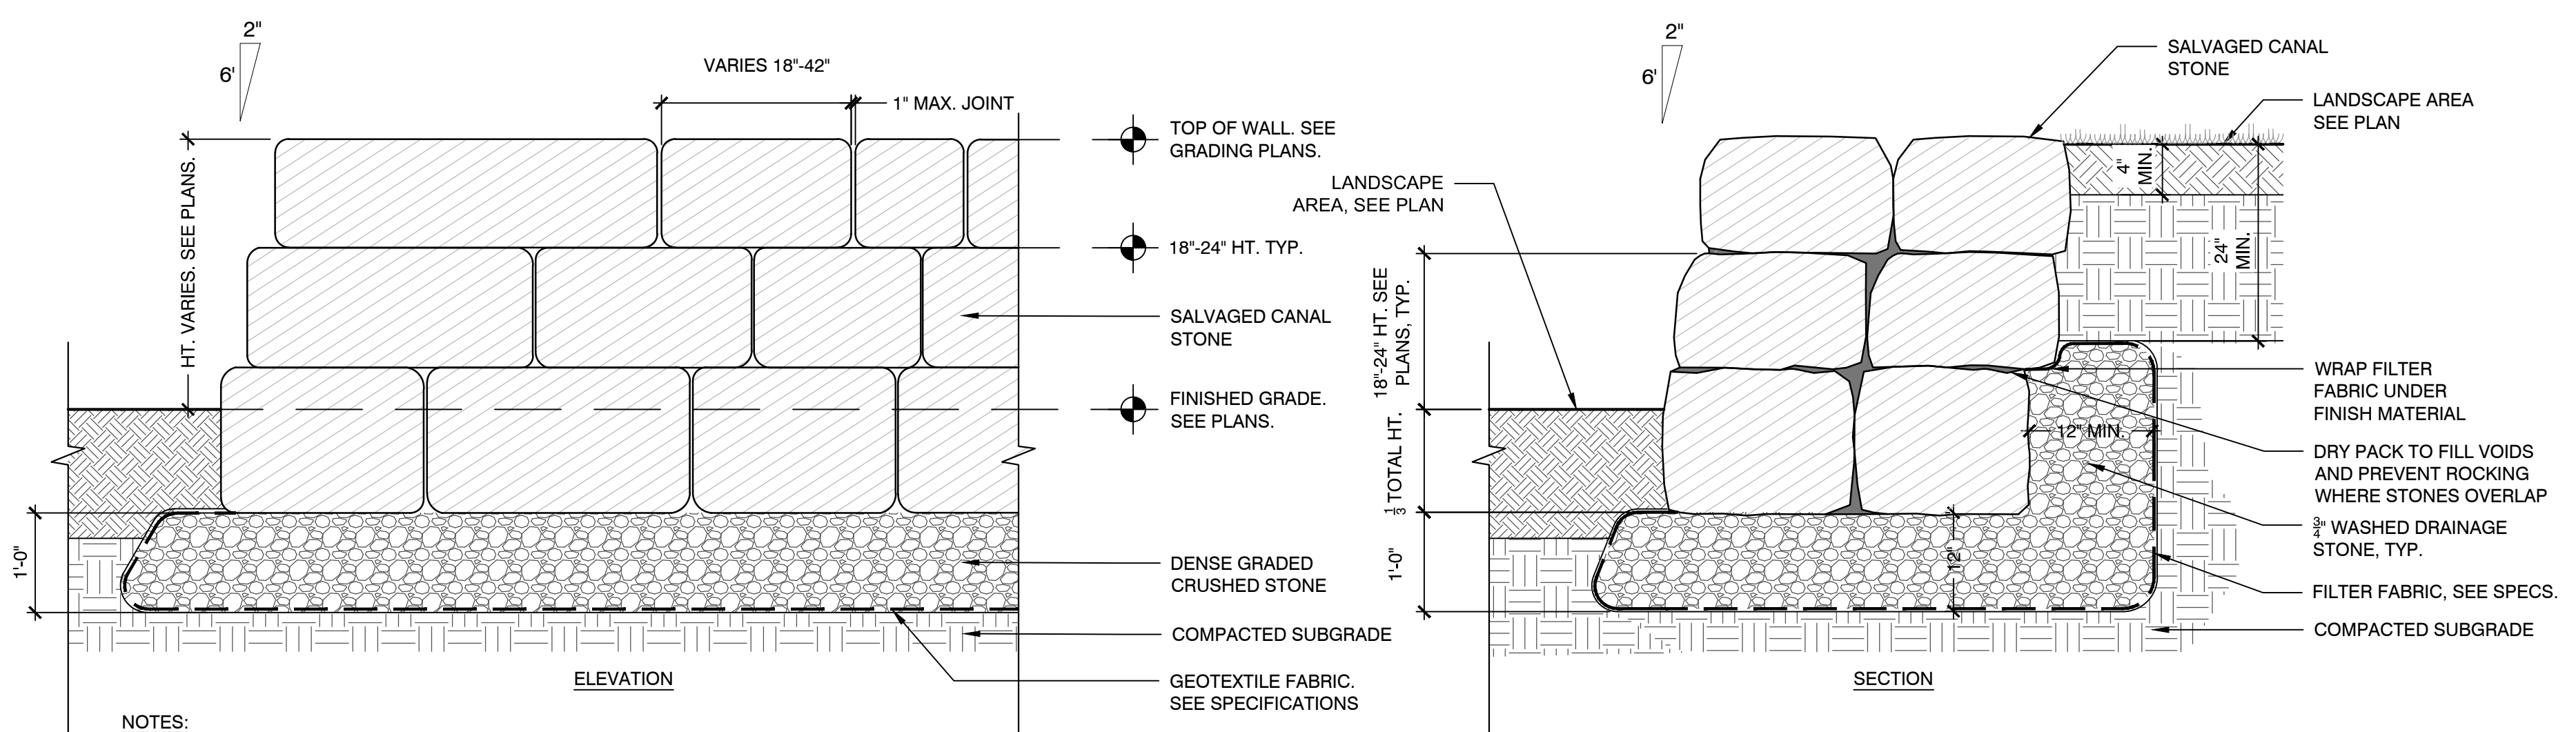 2"
6'
VARIES 18"-42"
1" MAX. JOINT
HT. VARIES. SEE PLANS.
TOP OF WALL. SEE
GRADING PLANS.
18"-24" HT. TYP.
SALVAGED CANAL
STONE
FINISHED GRADE.
SEE PLANS.
1'-0"
DENSE GRADED
CRUSHED STONE
COMPACTED SUBGRADE
GEOTEXTILE FABRIC.
SEE SPECIFICATIONS
ELEVATION
NOTES:
2"
6'
SALVAGED CANAL
STONE
LANDSCAPE AREA
SEE PLAN
LANDSCAPE
AREA, SEE PLAN
4"
MIN.
24"
MIN.
18"-24" HT. SEE
PLANS, TYP.
1/3 TOTAL HT.
1'-0"
12" MIN.
12"
WRAP FILTER
FABRIC UNDER
FINISH MATERIAL
DRY PACK TO FILL VOIDS
AND PREVENT ROCKING
WHERE STONES OVERLAP
3/4" WASHED DRAINAGE
STONE, TYP.
FILTER FABRIC, SEE SPECS.
COMPACTED SUBGRADE
SECTION